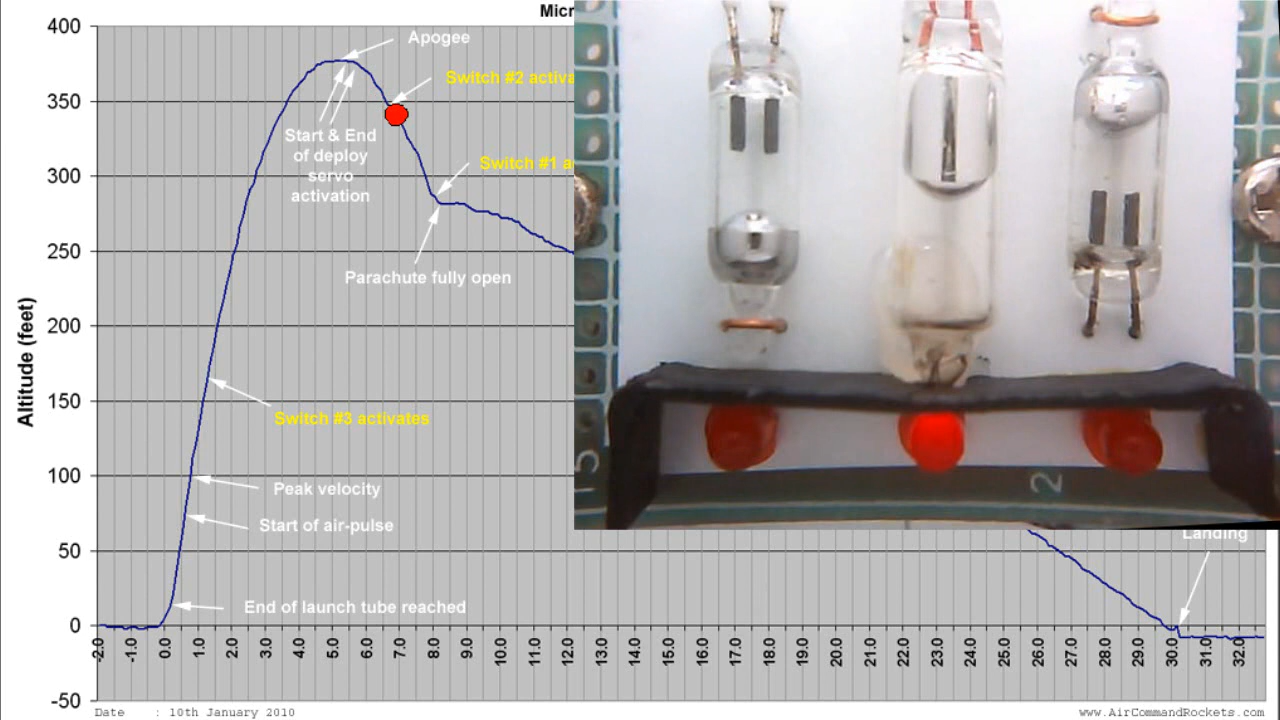 Micr
400
Apogee
Switch #2 activa
350
Start & End
of deploy
servo
activation
Switch #1 a
300
250
Parachute fully open
200
Altitude (feet)
150
Switch #3 activates
100
Peak velocity
Start of air-pulse
50
2
5
Landing
End of launch tube reached
0
-2.0 -1.0 0.0 1.0 2.0 3.0 4.0 5.0 6.0 7.0 8.0 9.0 10.0 11.0 12. 13.0 14.0 15.0 16.0 17.0 18.0 19.0 20.0 21.0 22.0 23.0 24.0 25.0 26.0 27.0 28.0 29.0 30.0 31.0 32.0
-50
Date : 10th January 2010
www.AirCommandRockets.com